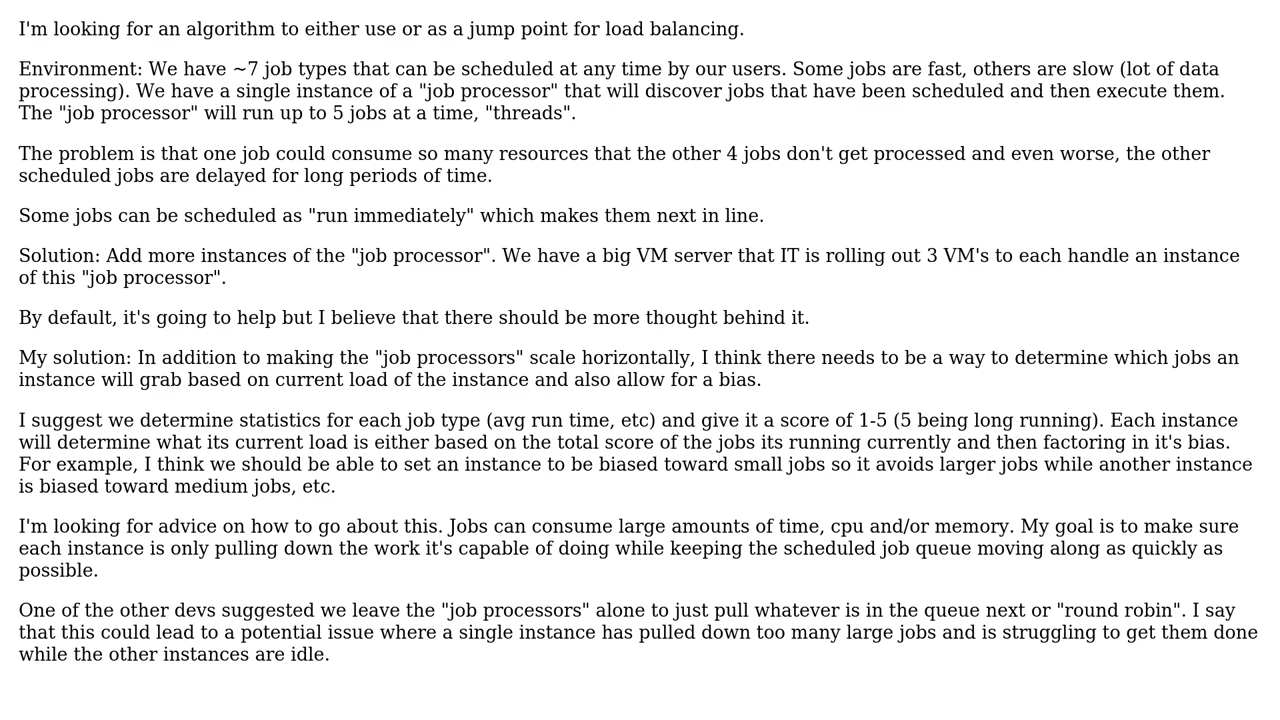 I'm looking for an algorithm to either use or as a jump point for load balancing.
Environment: We have ~7 job types that can be scheduled at any time by our users. Some jobs are fast, others are slow (lot of data
processing). We have a single instance of a "job processor" that will discover jobs that have been scheduled and then execute them.
The "job processor" will run up to 5 jobs at a time, "threads".
The problem is that one job could consume so many resources that the other 4 jobs don't get processed and even worse, the other
scheduled jobs are delayed for long periods of time.
Some jobs can be scheduled as "run immediately" which makes them next in line.
Solution: Add more instances of the "job processor". We have a big VM server that IT is rolling out 3 VM's to each handle an instance
of this "job processor".
By default, it's going to help but I believe that there should be more thought behind it.
My solution: In addition to making the "job processors" scale horizontally, I think there needs to be a way to determine which jobs an
instance will grab based on current load of the instance and also allow for a bias.
I suggest we determine statistics for each job type (avg run time, etc) and give it a score of 1-5 (5 being long running). Each instance
will determine what its current load is either based on the total score of the jobs its running currently and then factoring in it's bias.
For example, I think we should be able to set an instance to be biased toward small jobs so it avoids larger jobs while another instance
is biased toward medium jobs, etc.
I'm looking for advice on how to go about this. Jobs can consume large amounts of time, cpu and/or memory. My goal is to make sure
each instance is only pulling down the work it's capable of doing while keeping the scheduled job queue moving along as quickly as
possible.
One of the other devs suggested we leave the "job processors" alone to just pull whatever is in the queue next or "round robin". I say
that this could lead to a potential issue where a single instance has pulled down too many large jobs and is struggling to get them done
while the other instances are idle.